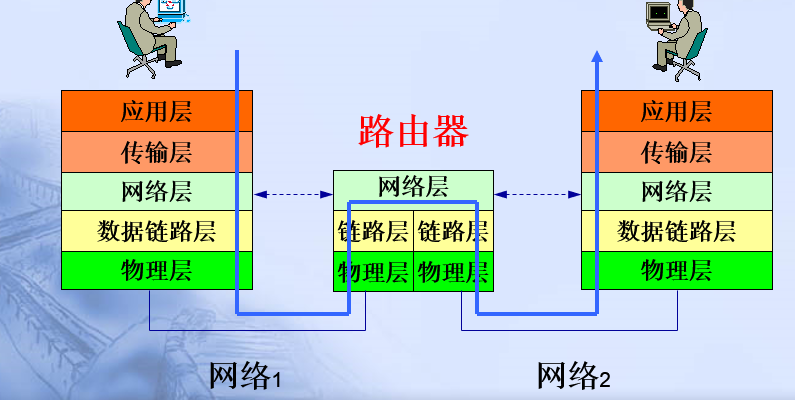 应用层
传输层
网络层
数据链路层
物理层
路由器
网络层
链路层 链路层
物理层 物理层
应用层
传输层
网络层
数据链路层
物理层
网络1
网络2